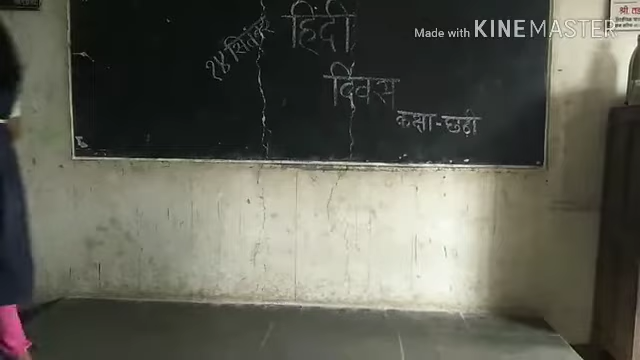 Made with KINEMASTER
श्री
१४ सितंबर
हिंदी
दिवस
कक्षा-छठी